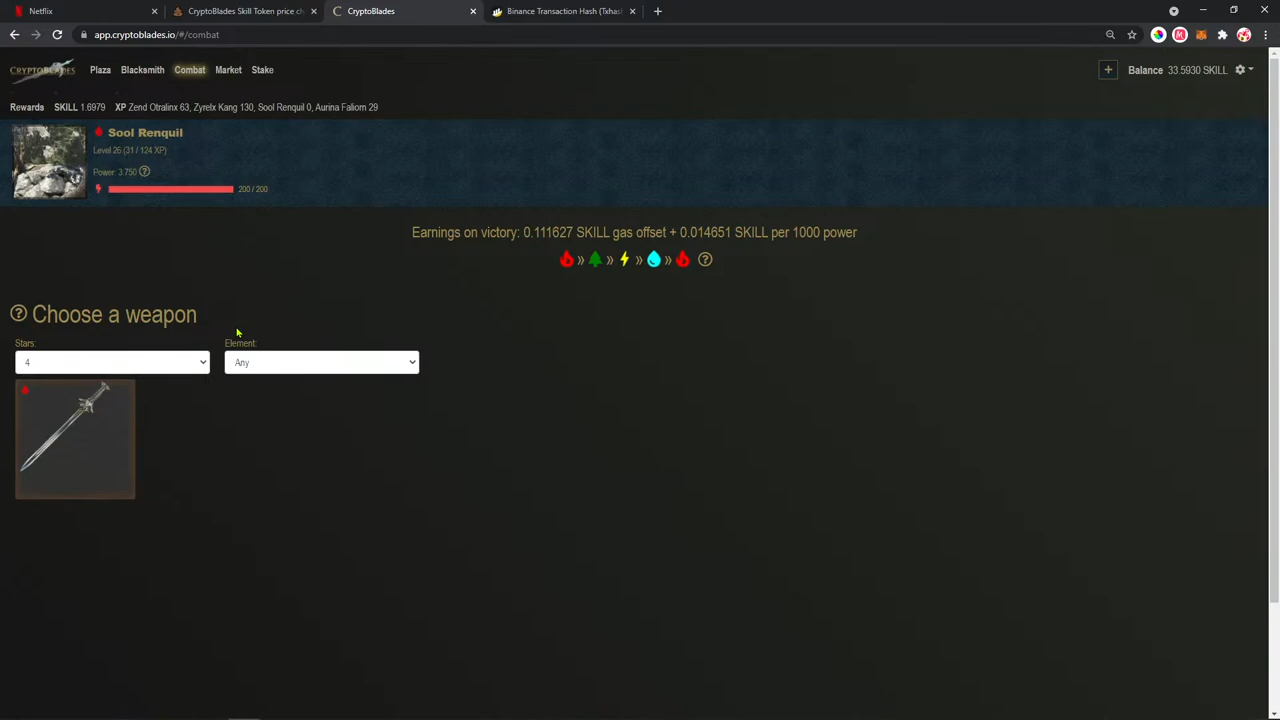 Netflix
CryptoBlades Skill Token price ch
CryptoBlades
Binance Transaction Hash (Txhas
app.cryptoblades.io/#/combat
CRYPTOBLADES
Plaza
Blacksmith
Combat
Market
Stake
Balance 33.5930 SKILL
Rewards SKILL 1.6979 XP Zend Otralinx 63, Zyrelx Kang 130, Sool Renquil 0, Aurina Faliom 29
Sool Renquil
Level 26 (31 / 124 XP)
Power: 3.750
200 / 200
Earnings on victory: 0.111627 SKILL gas offset + 0.014651 SKILL per 1000 power
» » » »
Choose a weapon
Stars: Element:
4 Any